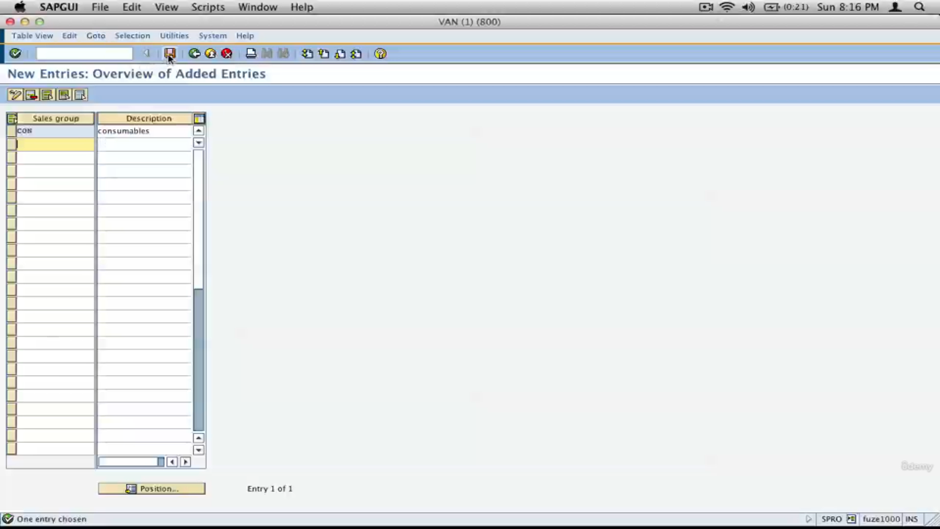 SAPGUI File Edit View Scripts Window Help (0:21) Sun 8:16 PM
VAN (1) (800)
Table View Edit Goto Selection Utilities System Help
New Entries: Overview of Added Entries
Sales group Description
CON consumables
Position... Entry 1 of 1
One entry chosen SPRO fuze1000 INS
Udemy